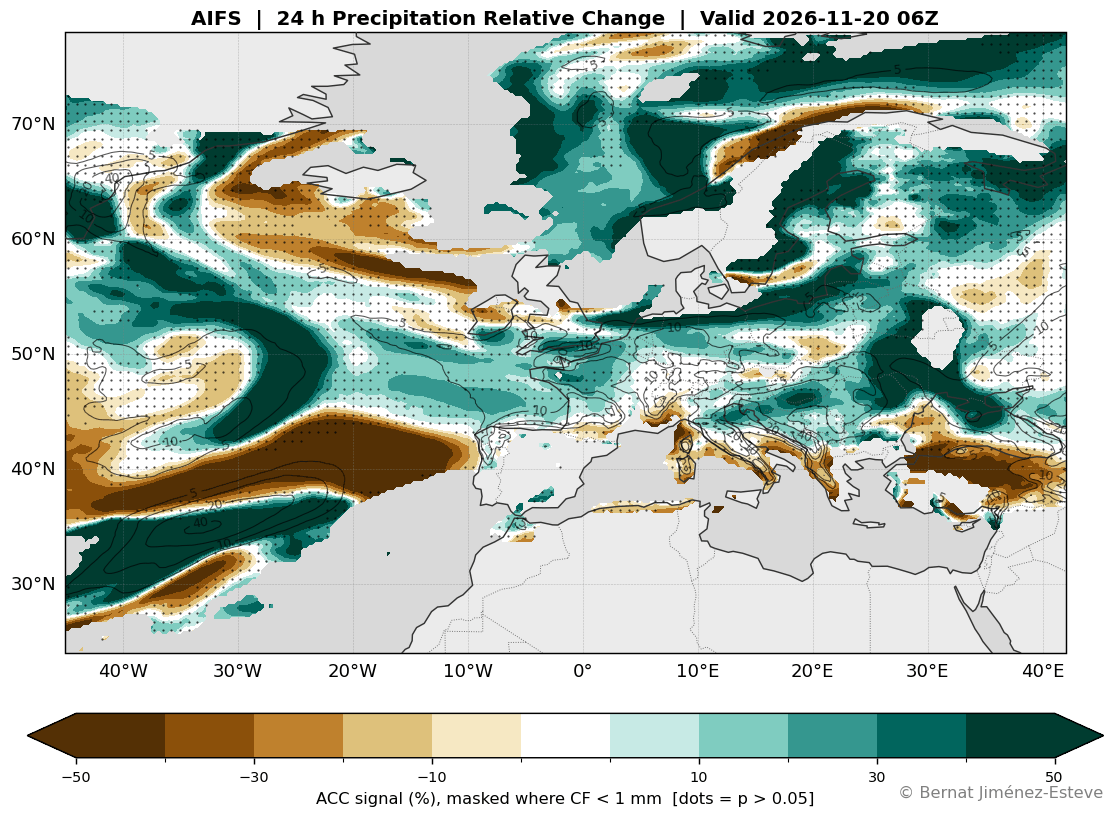 AIFS | 24 h Precipitation Relative Change | Valid 2026-11-20 06Z
70°N
60°N
50°N
40°N
30°N
40°W 30°W 20°W 10°W 0° 10°E 20°E 30°E 40°E
−50 −30 −10 10 30 50
ACC signal (%), masked where CF < 1 mm [dots = p > 0.05]
© Bernat Jiménez-Esteve